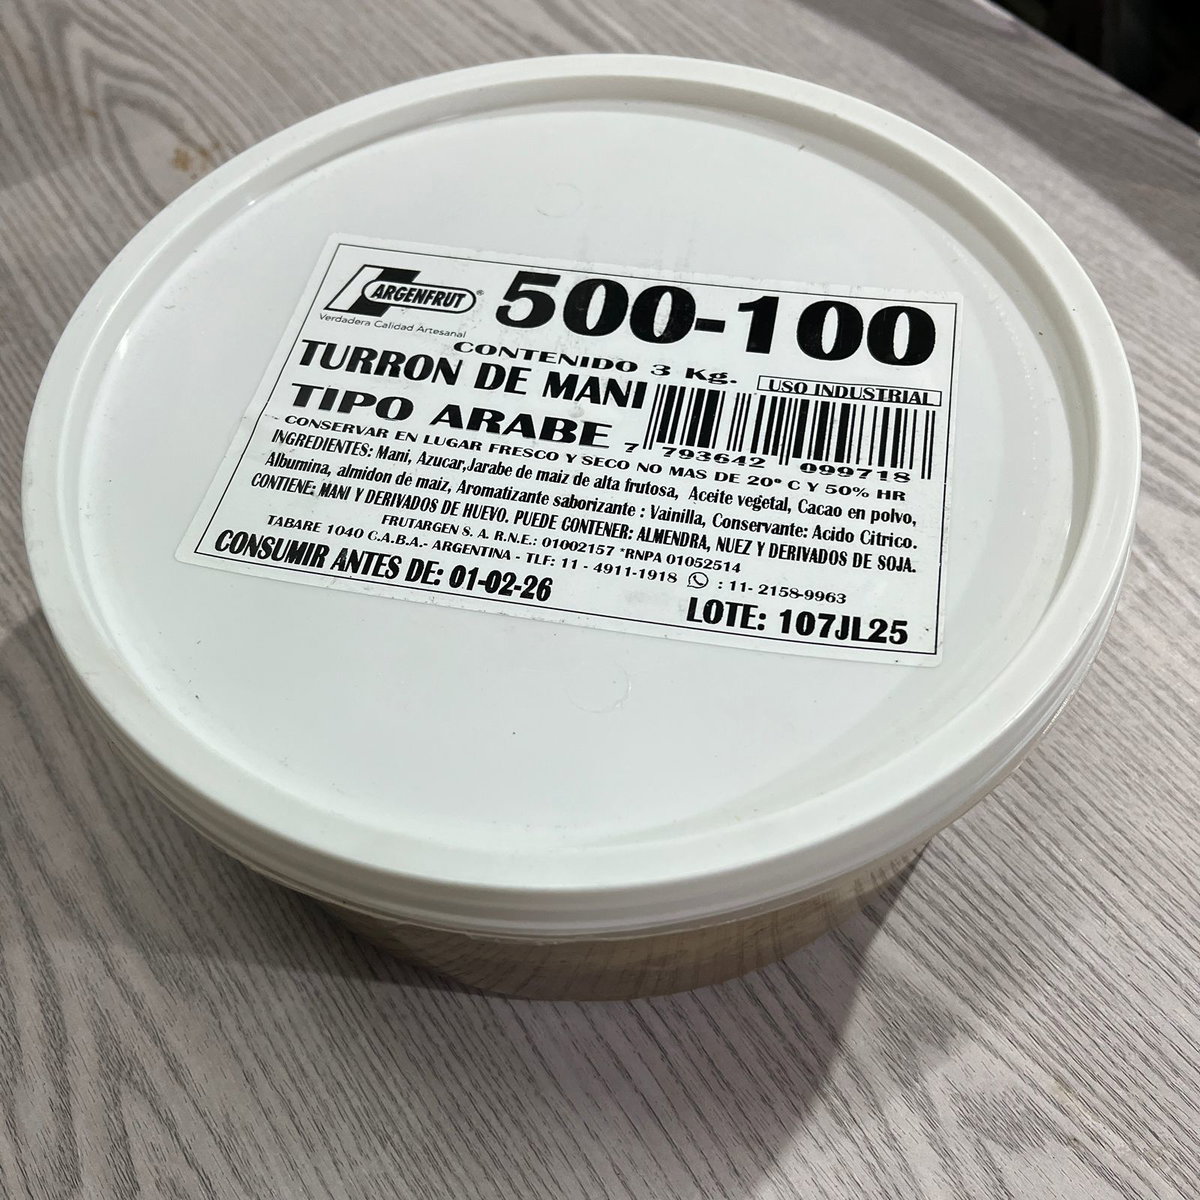 ARGENFRUT®
Verdadera Calidad Artesanal
500-100
CONTENIDO 3 Kg.
USO INDUSTRIAL
TURRON DE MANI
TIPO ARABE
7 793642 099718
CONSERVAR EN LUGAR FRESCO Y SECO NO MAS DE 20° C Y 50% HR
INGREDIENTES: Mani, Azucar,Jarabe de maiz de alta frutosa, Aceite vegetal, Cacao en polvo,
Albumina, almidon de maiz, Aromatizante saborizante : Vainilla, Conservante: Acido Citrico.
CONTIENE: MANI Y DERIVADOS DE HUEVO. PUEDE CONTENER: ALMENDRA, NUEZ Y DERIVADOS DE SOJA.
FRUTARGEN S. A. R.N.E.: 01002157 *RNPA 01052514
TABARE 1040 C.A.B.A.- ARGENTINA - TLF: 11 - 4911-1918 : 11- 2158-9963
CONSUMIR ANTES DE: 01-02-26
LOTE: 107JL25